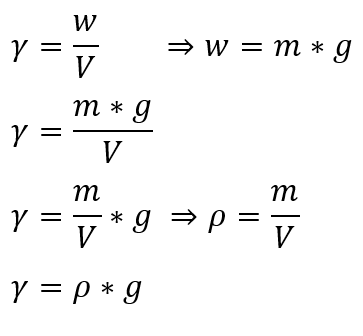 γ = w/V ⇒ w = m * g
γ = (m * g)/V
γ = m/V * g ⇒ ρ = m/V
γ = ρ * g